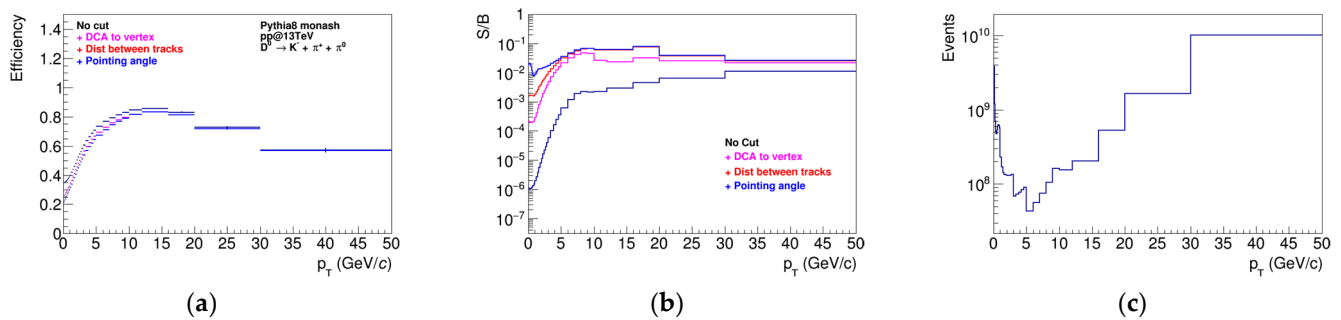 Efficiency
1.4
1.2
1
0.8
0.6
0.4
0.2
0
No cut
+ DCA to vertex
+ Dist between tracks
+ Pointing angle
Pythia8 monash
pp@13TeV
D⁰ → K⁻ + π⁺ + π⁰
0 5 10 15 20 25 30 35 40 45 50
p_T (GeV/c)
(a)
S/B
1
10⁻¹
10⁻²
10⁻³
10⁻⁴
10⁻⁵
10⁻⁶
10⁻⁷
No Cut
+ DCA to vertex
+ Dist between tracks
+ Pointing angle
0 5 10 15 20 25 30 35 40 45 50
p_T (GeV/c)
(b)
Events
10¹⁰
10⁹
10⁸
0 5 10 15 20 25 30 35 40 45 50
p_T (GeV/c)
(c)